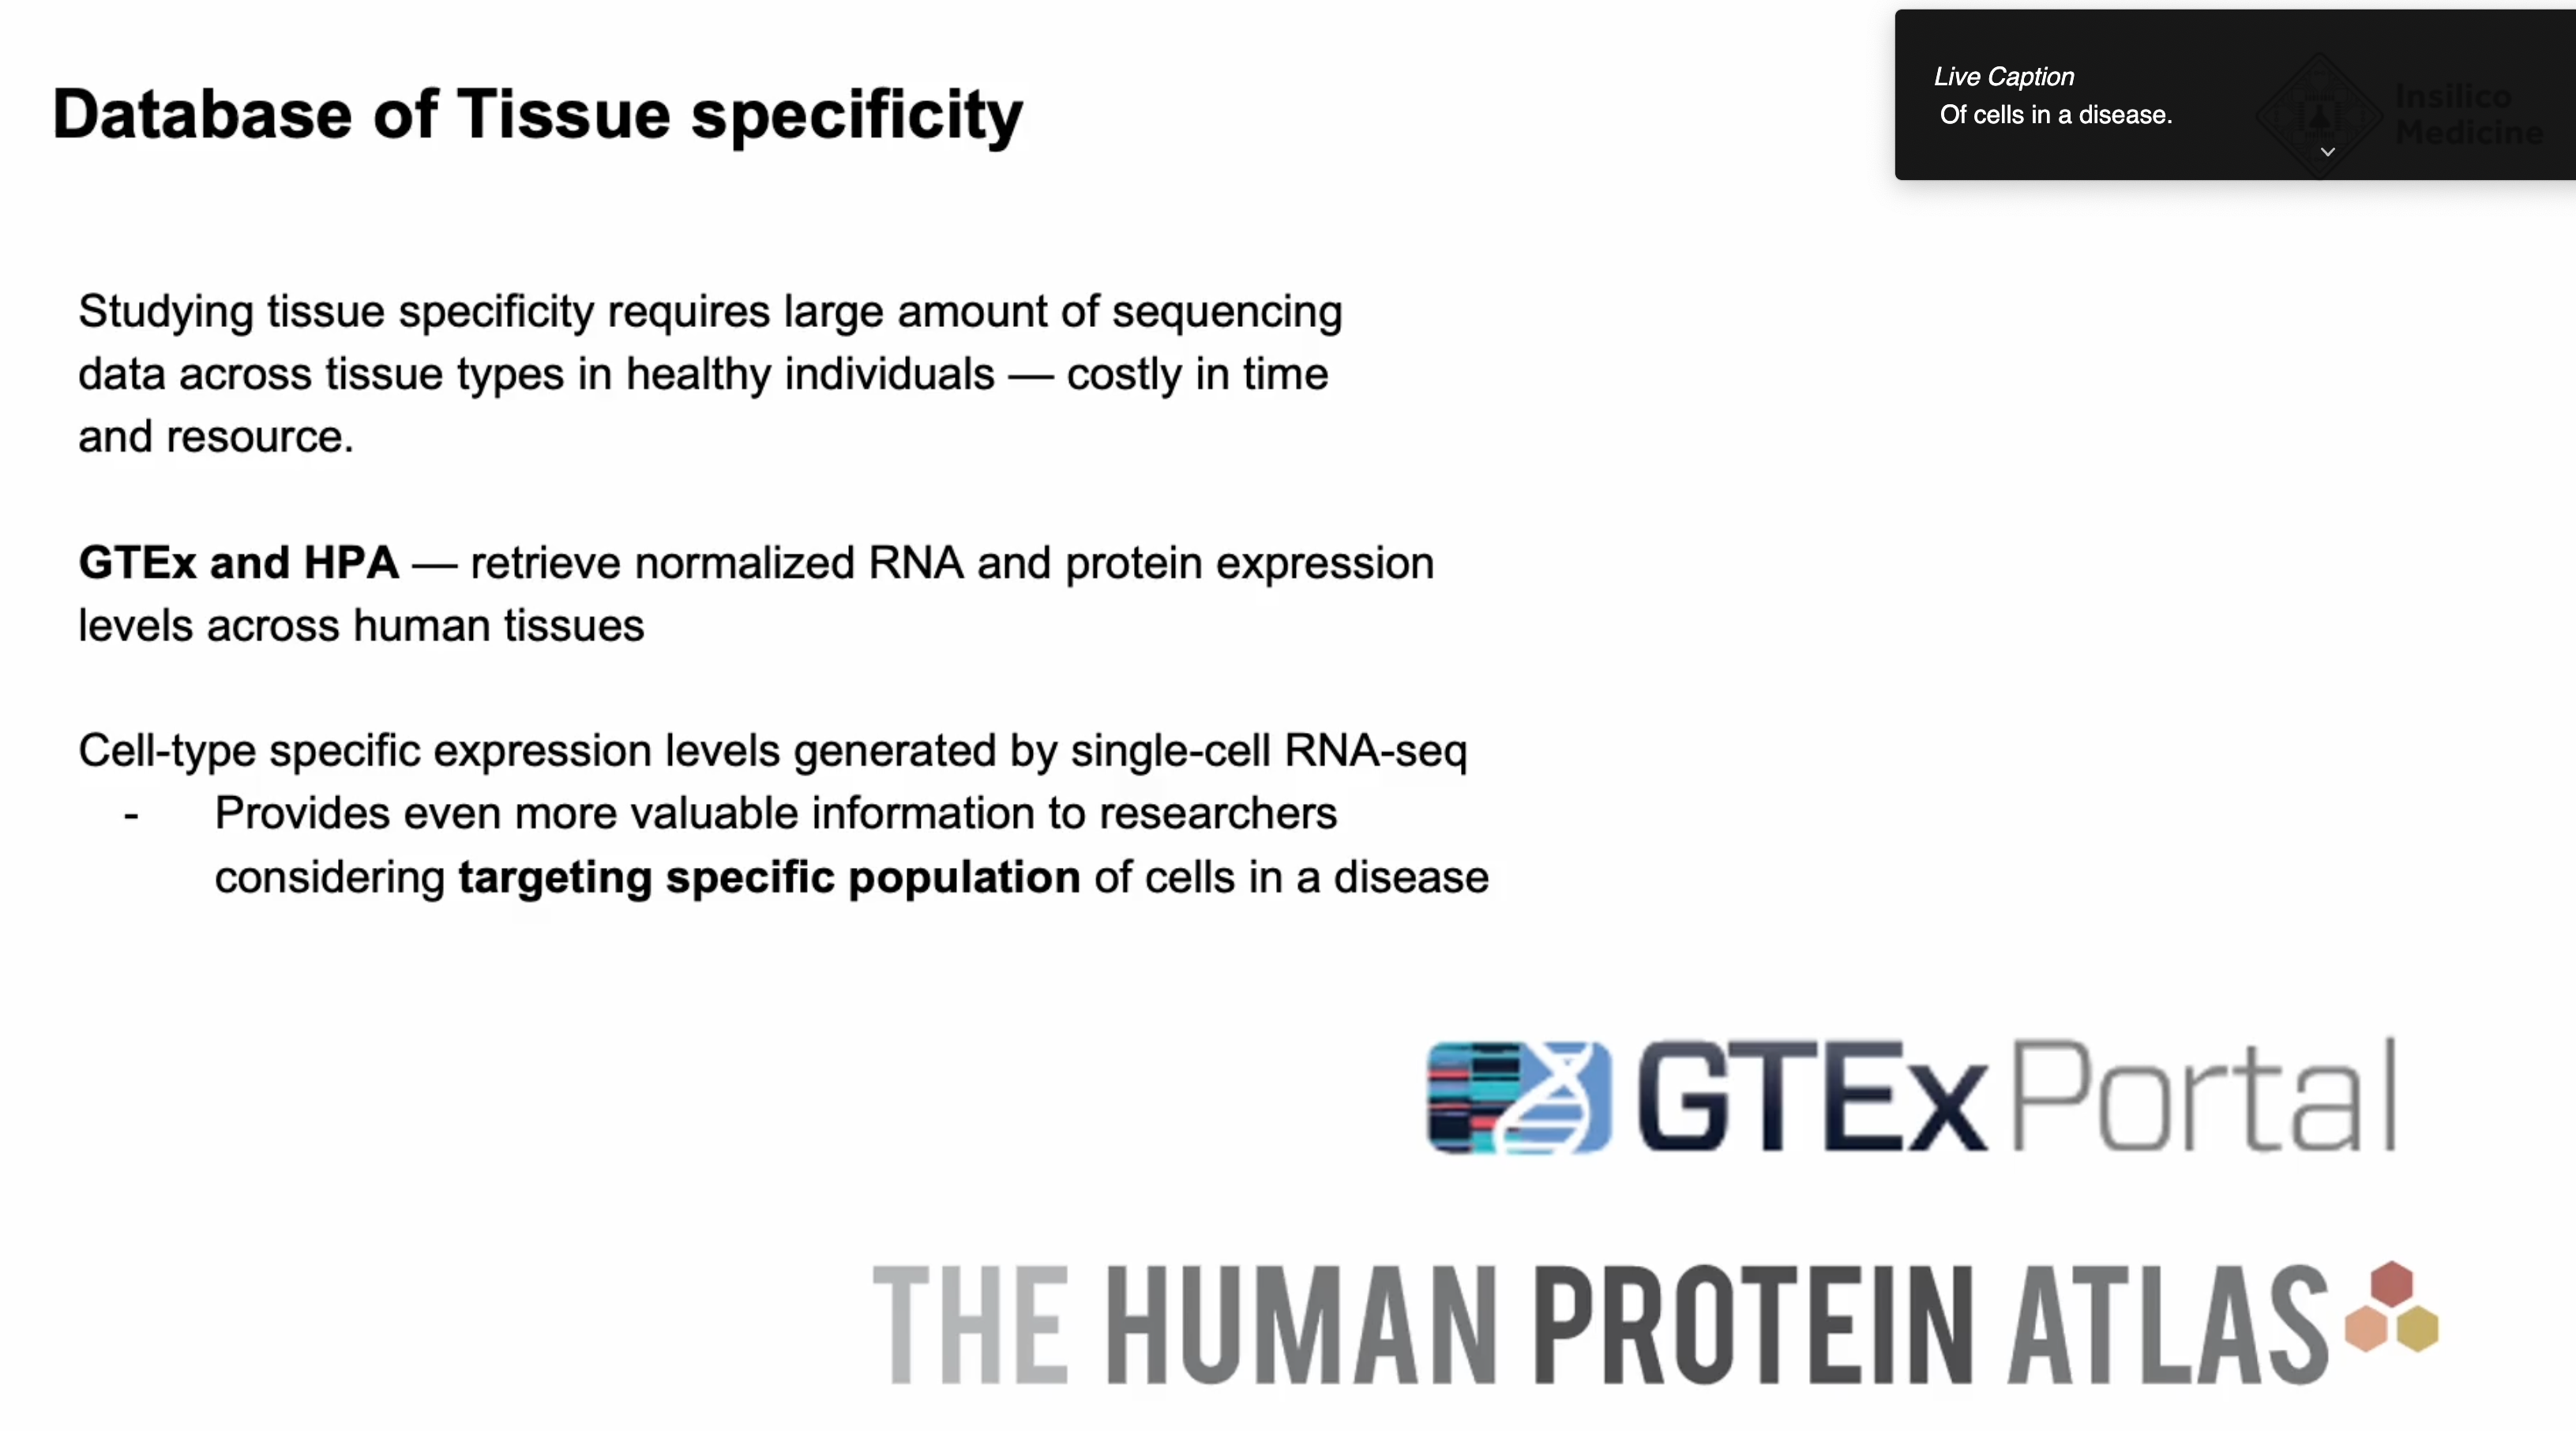 Database of Tissue specificity
Live Caption
Of cells in a disease.
Insilico
Medicine
Studying tissue specificity requires large amount of sequencing
data across tissue types in healthy individuals — costly in time
and resource.
GTEx and HPA — retrieve normalized RNA and protein expression
levels across human tissues
Cell-type specific expression levels generated by single-cell RNA-seq
- Provides even more valuable information to researchers
considering targeting specific population of cells in a disease
GTEx Portal
THE HUMAN PROTEIN ATLAS